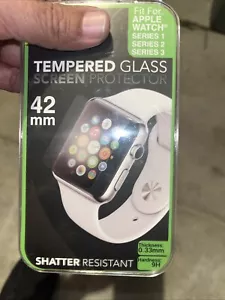 Fit For
APPLE
WATCH®
SERIES 1
SERIES 2
SERIES 3
TEMPERED GLASS
SCREEN PROTECTOR
42
mm
SHATTER RESISTANT
Thickness:
0.33mm
Hardness:
9H